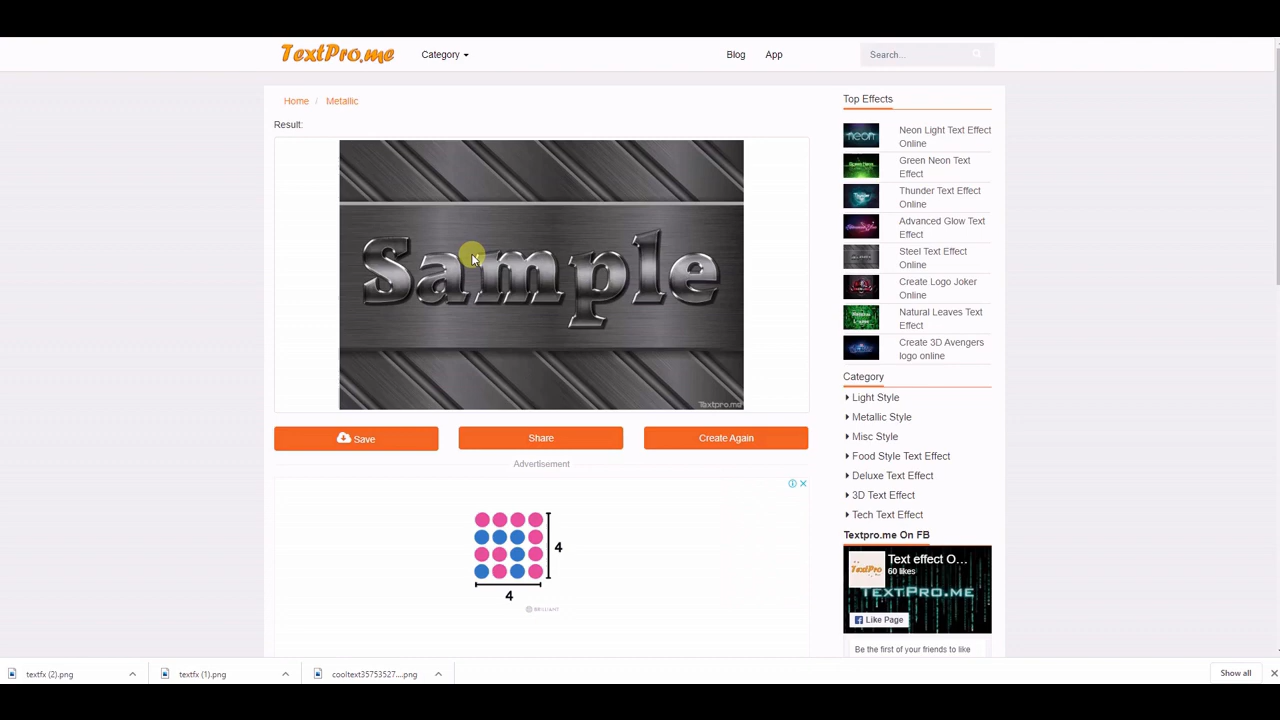 TextPro.me
Category
Blog
App
Search...
Home / Metallic
Result:
Sample
Textpro.me
Save
Share
Create Again
Advertisement
4
4
BRILLIANT
Top Effects
neon
Neon Light Text Effect
Online
Green Neon Text
Effect
Thunder Text Effect
Online
Advanced Glow Text
Effect
Steel Text Effect
Online
Create Logo Joker
Online
Natural Leaves Text
Effect
Create 3D Avengers
logo online
Category
Light Style
Metallic Style
Misc Style
Food Style Text Effect
Deluxe Text Effect
3D Text Effect
Tech Text Effect
Textpro.me On FB
TextPro
Text effect O...
60 likes
TEXTPRO.ME
Like Page
Be the first of your friends to like
textfx (2).png
textfx (1).png
cooltext35753527....png
Show all